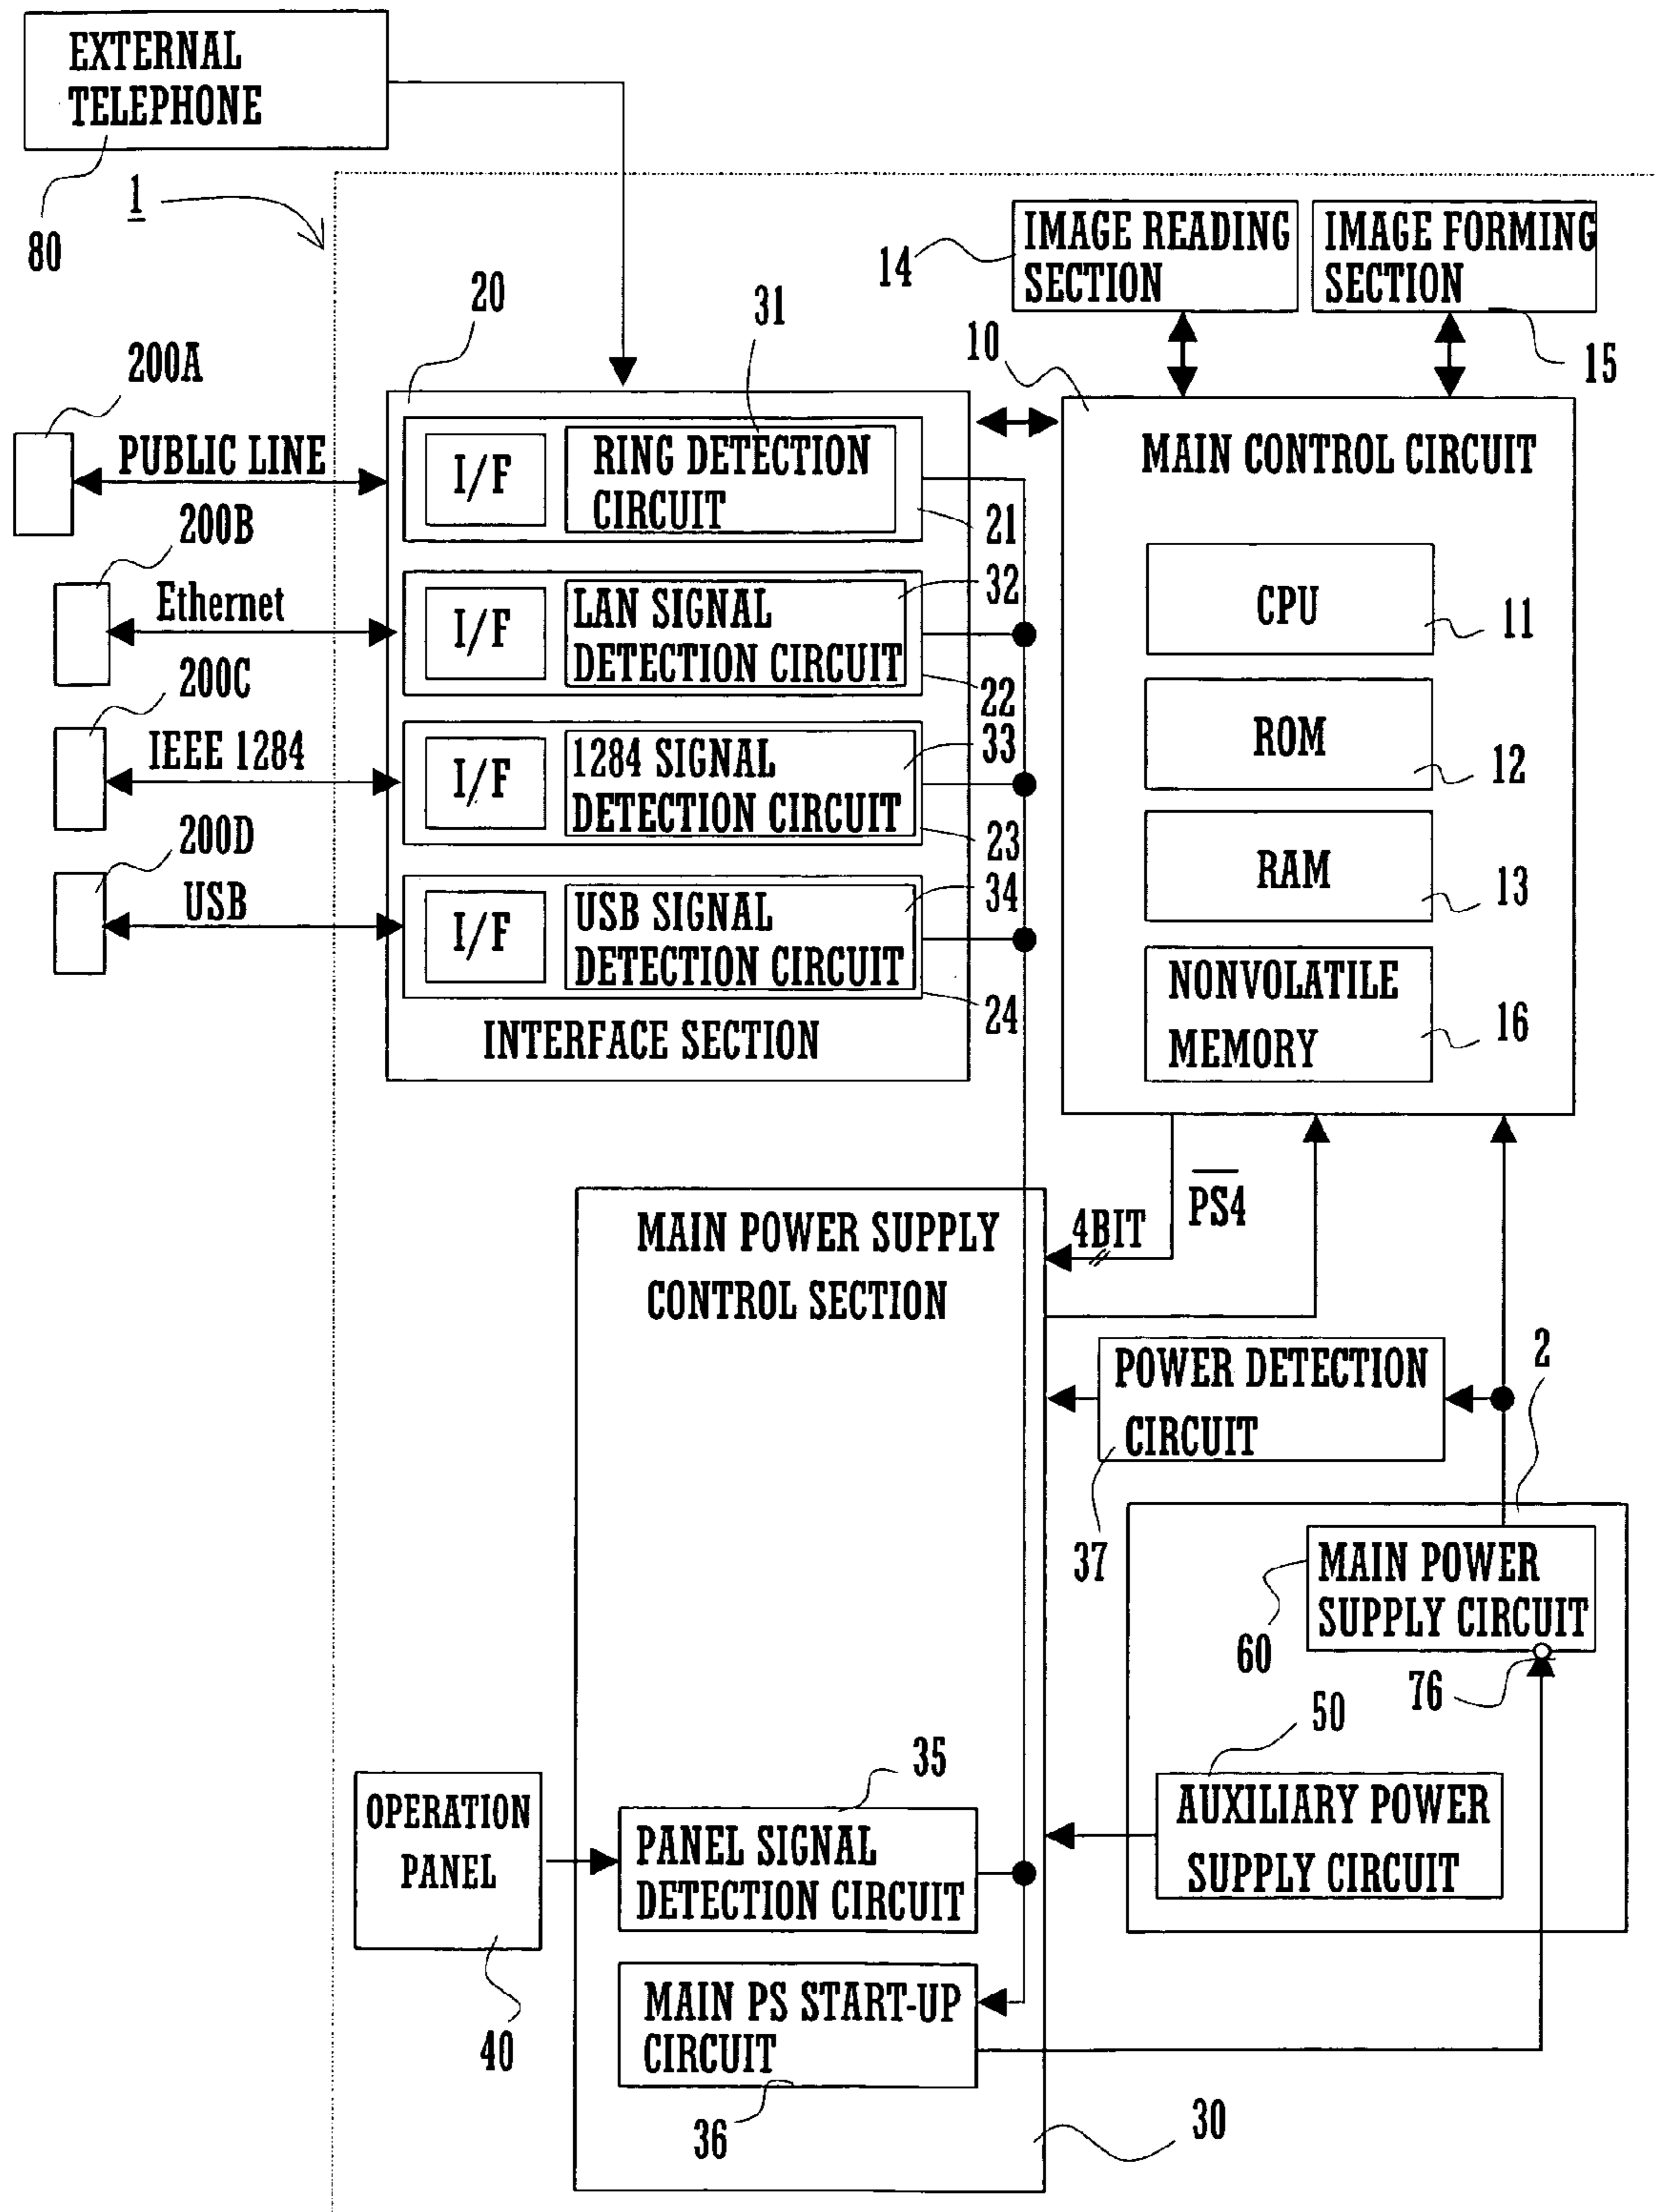 EXTERNAL
TELEPHONE
80
1
IMAGE READING
SECTION
14
IMAGE FORMING
SECTION
15
20
31
10
200A
PUBLIC LINE
I/F
RING DETECTION
CIRCUIT
21
200B
Ethernet
I/F
LAN SIGNAL
DETECTION CIRCUIT
32
22
200C
IEEE 1284
I/F
1284 SIGNAL
DETECTION CIRCUIT
33
23
200D
USB
I/F
USB SIGNAL
DETECTION CIRCUIT
34
24
INTERFACE SECTION
MAIN CONTROL CIRCUIT
CPU
11
ROM
12
RAM
13
NONVOLATILE
MEMORY
16
MAIN POWER SUPPLY
CONTROL SECTION
4BIT
PS4
POWER DETECTION
CIRCUIT
37
2
MAIN POWER
SUPPLY CIRCUIT
60
76
50
AUXILIARY POWER
SUPPLY CIRCUIT
35
OPERATION
PANEL
40
PANEL SIGNAL
DETECTION CIRCUIT
MAIN PS START-UP
CIRCUIT
36
30